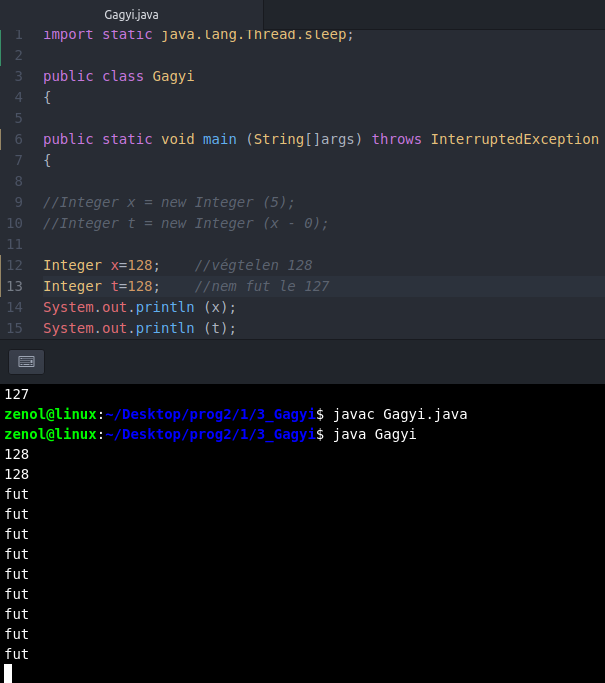 Gagyi.java
1 import static java.lang.Thread.sleep;
2
3 public class Gagyi
4 {
5
6 public static void main (String[]args) throws InterruptedException
7 {
8
9 //Integer x = new Integer (5);
10 //Integer t = new Integer (x - 0);
11
12 Integer x=128; //végtelen 128
13 Integer t=128; //nem fut le 127
14 System.out.println (x);
15 System.out.println (t);
127
zenol@linux:~/Desktop/prog2/1/3_Gagyi$ javac Gagyi.java
zenol@linux:~/Desktop/prog2/1/3_Gagyi$ java Gagyi
128
128
fut
fut
fut
fut
fut
fut
fut
fut
fut